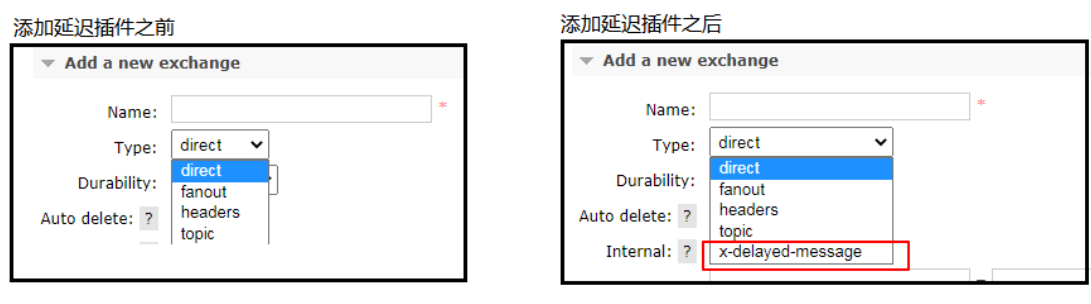 添加延迟插件之前
Add a new exchange
Name:
*
Type:
direct
direct
fanout
headers
topic
Durability:
Auto delete: ?
添加延迟插件之后
Add a new exchange
Name:
*
Type:
direct
direct
fanout
headers
topic
x-delayed-message
Durability:
Auto delete: ?
Internal: ?